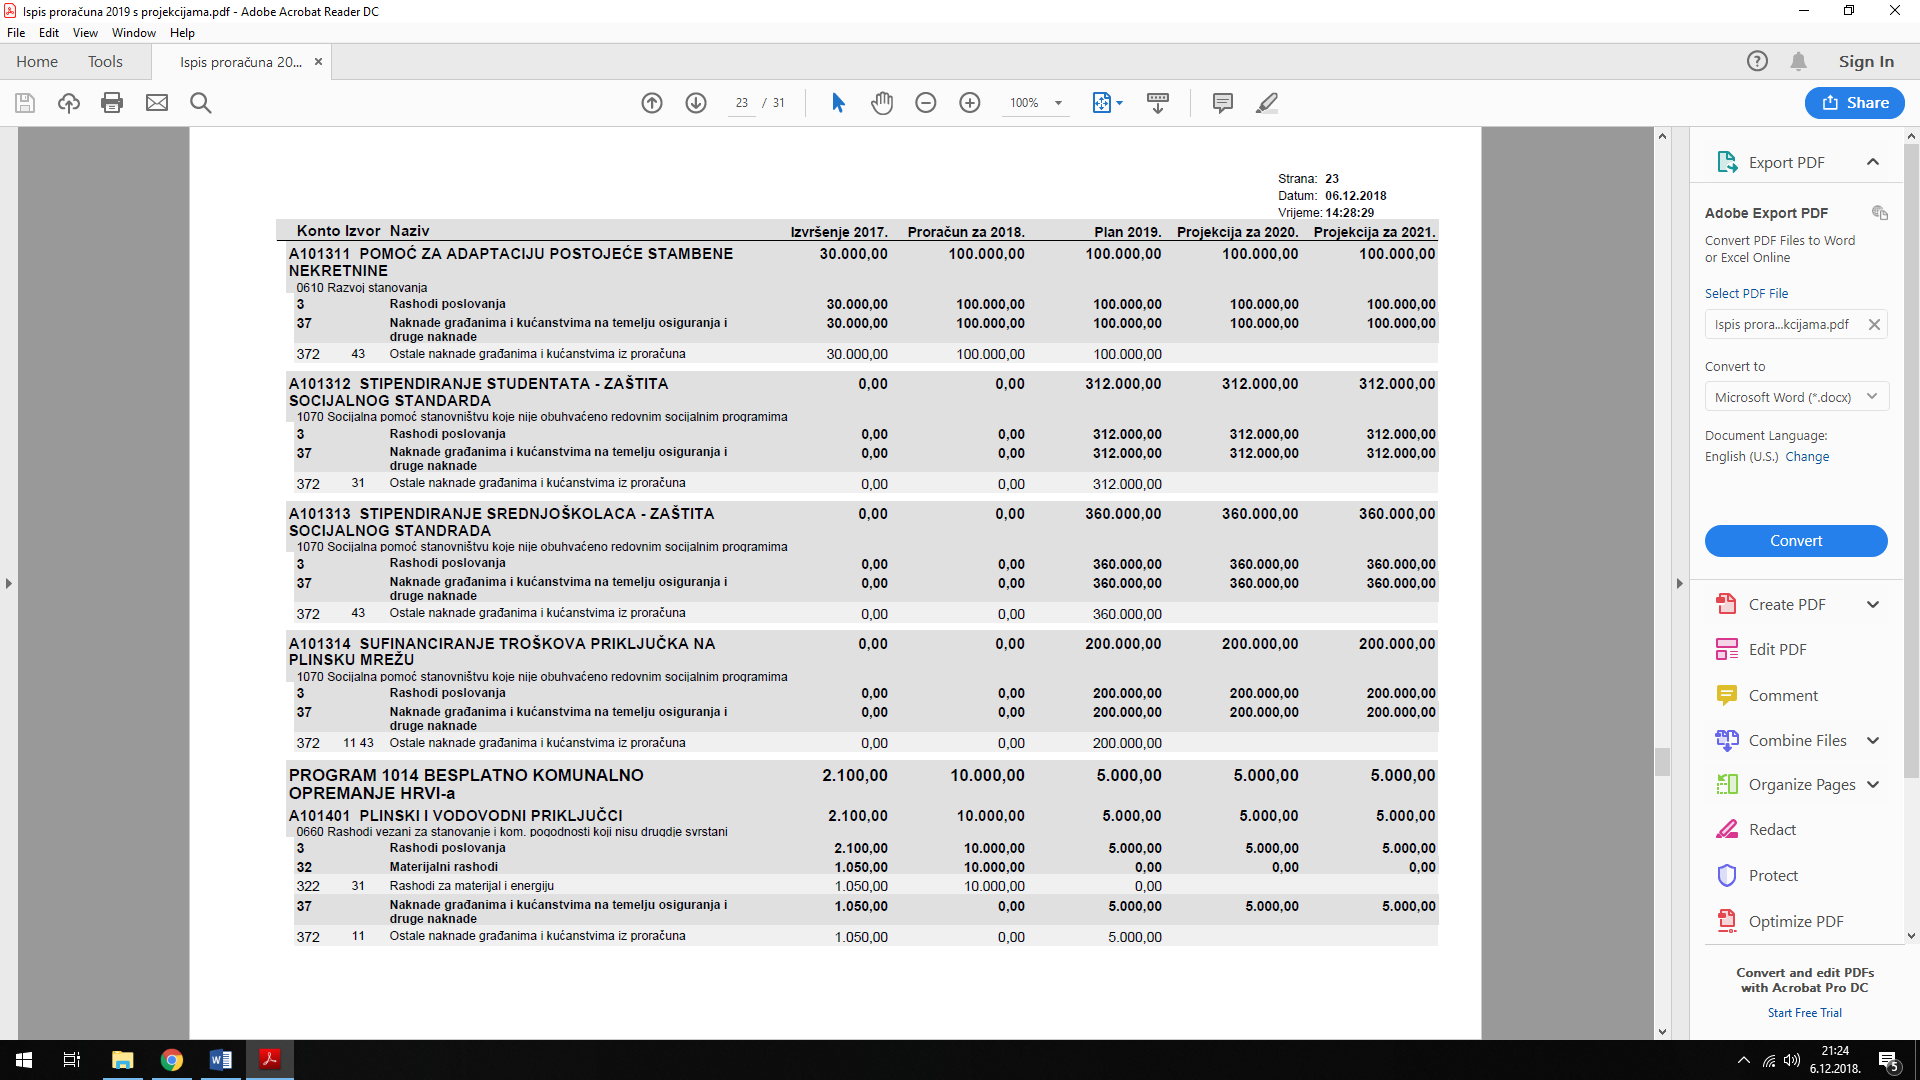 Ispis proračuna 2019 s projekcijama.pdf - Adobe Acrobat Reader DC
File Edit View Window Help
Home Tools Ispis proračuna 20... × Sign In
23 / 31 100% Share
Strana: 23
Datum: 06.12.2018
Vrijeme: 14:28:29
Konto Izvor Naziv Izvršenje 2017. Proračun za 2018. Plan 2019. Projekcija za 2020. Projekcija za 2021.
A101311 POMOĆ ZA ADAPTACIJU POSTOJEĆE STAMBENE 30.000,00 100.000,00 100.000,00 100.000,00 100.000,00
NEKRETNINE
0610 Razvoj stanovanja
3 Rashodi poslovanja 30.000,00 100.000,00 100.000,00 100.000,00 100.000,00
37 Naknade građanima i kućanstvima na temelju osiguranja i 30.000,00 100.000,00 100.000,00 100.000,00 100.000,00
druge naknade
372 43 Ostale naknade građanima i kućanstvima iz proračuna 30.000,00 100.000,00 100.000,00
A101312 STIPENDIRANJE STUDENATA - ZAŠTITA 0,00 0,00 312.000,00 312.000,00 312.000,00
SOCIJALNOG STANDARDA
1070 Socijalna pomoć stanovništvu koje nije obuhvaćeno redovnim socijalnim programima
3 Rashodi poslovanja 0,00 0,00 312.000,00 312.000,00 312.000,00
37 Naknade građanima i kućanstvima na temelju osiguranja i 0,00 0,00 312.000,00 312.000,00 312.000,00
druge naknade
372 31 Ostale naknade građanima i kućanstvima iz proračuna 0,00 0,00 312.000,00
A101313 STIPENDIRANJE SREDNJOŠKOLACA - ZAŠTITA 0,00 0,00 360.000,00 360.000,00 360.000,00
SOCIJALNOG STANDRADA
1070 Socijalna pomoć stanovništvu koje nije obuhvaćeno redovnim socijalnim programima
3 Rashodi poslovanja 0,00 0,00 360.000,00 360.000,00 360.000,00
37 Naknade građanima i kućanstvima na temelju osiguranja i 0,00 0,00 360.000,00 360.000,00 360.000,00
druge naknade
372 43 Ostale naknade građanima i kućanstvima iz proračuna 0,00 0,00 360.000,00
A101314 SUFINANCIRANJE TROŠKOVA PRIKLJUČKA NA 0,00 0,00 200.000,00 200.000,00 200.000,00
PLINSKU MREŽU
1070 Socijalna pomoć stanovništvu koje nije obuhvaćeno redovnim socijalnim programima
3 Rashodi poslovanja 0,00 0,00 200.000,00 200.000,00 200.000,00
37 Naknade građanima i kućanstvima na temelju osiguranja i 0,00 0,00 200.000,00 200.000,00 200.000,00
druge naknade
372 11 43 Ostale naknade građanima i kućanstvima iz proračuna 0,00 0,00 200.000,00
PROGRAM 1014 BESPLATNO KOMUNALNO 2.100,00 10.000,00 5.000,00 5.000,00 5.000,00
OPREMANJE HRVI-a
A101401 PLINSKI I VODOVODNI PRIKLJUČCI 2.100,00 10.000,00 5.000,00 5.000,00 5.000,00
0660 Rashodi vezani za stanovanje i kom. pogodnosti koji nisu drugdje svrstani
3 Rashodi poslovanja 2.100,00 10.000,00 5.000,00 5.000,00 5.000,00
32 Materijalni rashodi 1.050,00 10.000,00 0,00 0,00 0,00
322 31 Rashodi za materijal i energiju 1.050,00 10.000,00 0,00
37 Naknade građanima i kućanstvima na temelju osiguranja i 1.050,00 0,00 5.000,00 5.000,00 5.000,00
druge naknade
372 11 Ostale naknade građanima i kućanstvima iz proračuna 1.050,00 0,00 5.000,00
Export PDF
Adobe Export PDF
Convert PDF Files to Word
or Excel Online
Select PDF File
Ispis prora...kcijama.pdf
Convert to
Microsoft Word (*.docx)
Document Language:
English (U.S.) Change
Convert
Create PDF
Edit PDF
Comment
Combine Files
Organize Pages
Redact
Protect
Optimize PDF
Convert and edit PDFs
with Acrobat Pro DC
Start Free Trial
21:24
6.12.2018.
5